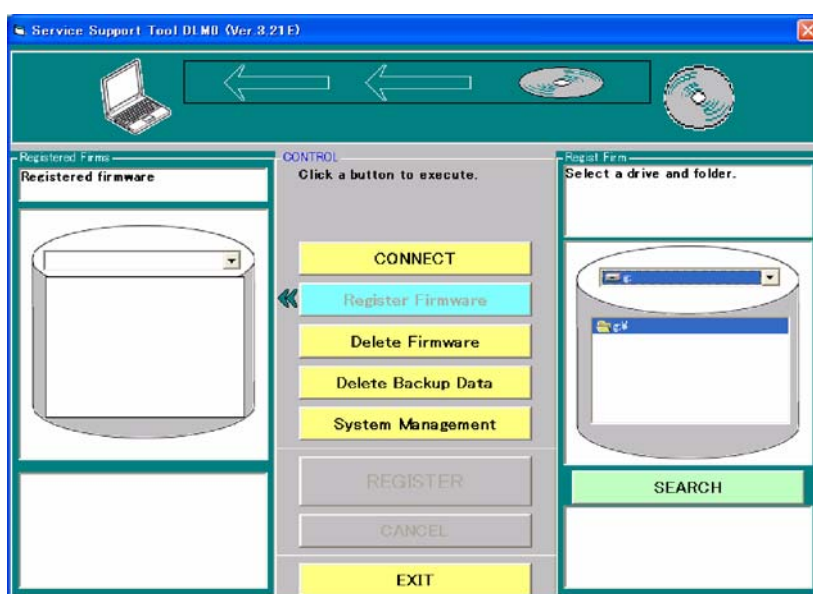 Service Support Tool DLM0 (Ver.3.21E)
Registered Firms
Registered firmware
CONTROL
Click a button to execute.
CONNECT
Register Firmware
Delete Firmware
Delete Backup Data
System Management
REGISTER
CANCEL
EXIT
Regist Firm
Select a drive and folder.
g:
g:¥
SEARCH